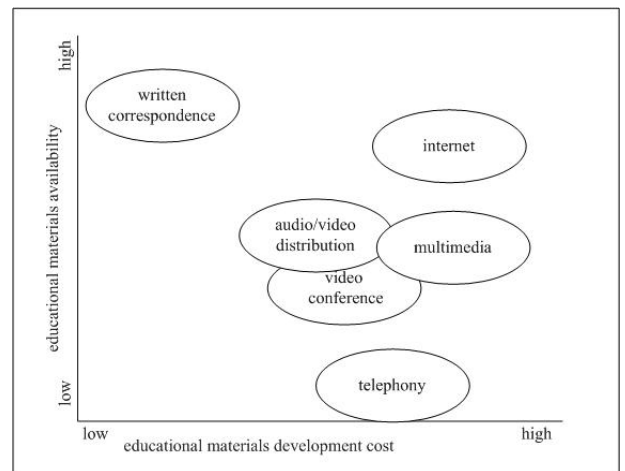 high
written
correspondence
internet
educational materials availability
audio/video
distribution
multimedia
video
conference
telephony
low
low
high
educational materials development cost